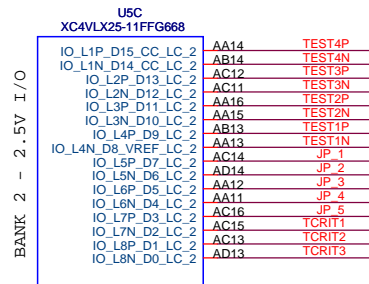 U5C
XC4VLX25-11FFG668
BANK 2 - 2.5V I/O
IO_L1P_D15_CC_LC_2 AA14 TEST4P
IO_L1N_D14_CC_LC_2 AB14 TEST4N
IO_L2P_D13_LC_2 AC12 TEST3P
IO_L2N_D12_LC_2 AC11 TEST3N
IO_L3P_D11_LC_2 AA16 TEST2P
IO_L3N_D10_LC_2 AA15 TEST2N
IO_L4P_D9_LC_2 AB13 TEST1P
IO_L4N_D8_VREF_LC_2 AA13 TEST1N
IO_L5P_D7_LC_2 AC14 JP_1
IO_L5N_D6_LC_2 AD14 JP_2
IO_L6P_D5_LC_2 AA12 JP_3
IO_L6N_D4_LC_2 AA11 JP_4
IO_L7P_D3_LC_2 AC16 JP_5
IO_L7N_D2_LC_2 AC15 TCRIT1
IO_L8P_D1_LC_2 AC13 TCRIT2
IO_L8N_D0_LC_2 AD13 TCRIT3